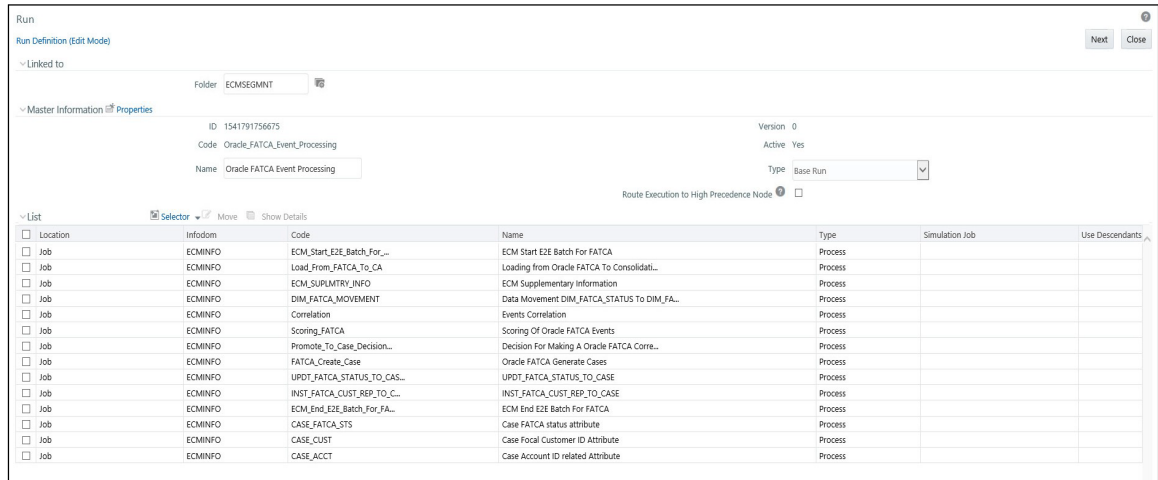 Run
Run Definition (Edit Mode)
Next Close
Linked to
Folder ECMSEGMNT
Master Information Properties
ID 1541791756675 Version 0
Code Oracle_FATCA_Event_Processing Active Yes
Name Oracle FATCA Event Processing Type Base Run
Route Execution to High Precedence Node
List Selector Move Show Details
Location Infodom Code Name Type Simulation Job Use Descendants
Job ECMINFO ECM_Start_E2E_Batch_For_... ECM Start E2E Batch For FATCA Process
Job ECMINFO Load_From_FATCA_To_CA Loading from Oracle FATCA To Consolidati... Process
Job ECMINFO ECM_SUPLMTRY_INFO ECM Supplementary Information Process
Job ECMINFO DIM_FATCA_MOVEMENT Data Movement DIM_FATCA_STATUS To DIM_FA... Process
Job ECMINFO Correlation Events Correlation Process
Job ECMINFO Scoring_FATCA Scoring Of Oracle FATCA Events Process
Job ECMINFO Promote_To_Case_Decision... Decision For Making A Oracle FATCA Corre... Process
Job ECMINFO FATCA_Create_Case Oracle FATCA Generate Cases Process
Job ECMINFO UPDT_FATCA_STATUS_TO_CAS... UPDT_FATCA_STATUS_TO_CASE Process
Job ECMINFO INST_FATCA_CUST_REP_TO_C... INST_FATCA_CUST_REP_TO_CASE Process
Job ECMINFO ECM_End_E2E_Batch_For_FA... ECM End E2E Batch For FATCA Process
Job ECMINFO CASE_FATCA_STS Case FATCA status attribute Process
Job ECMINFO CASE_CUST Case Focal Customer ID Attribute Process
Job ECMINFO CASE_ACCT Case Account ID related Attribute Process